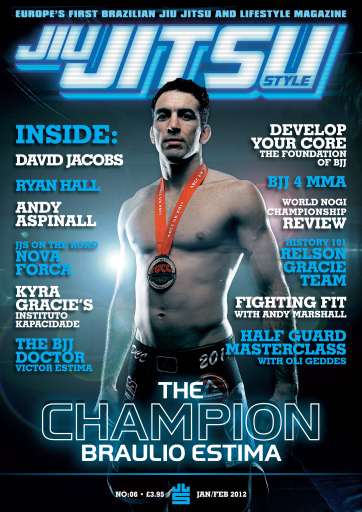 EUROPE'S FIRST BRAZILIAN JIU JITSU AND LIFESTYLE MAGAZINE
JIU
JITSU
STYLE
INSIDE:
DAVID JACOBS
RYAN HALL
ANDY
ASPINALL
JJS ON THE ROAD
NOVA
FORCA
KYRA
GRACIE'S
INSTITUTO
KAPACIDADE
THE BJJ
DOCTOR
VICTOR ESTIMA
DEVELOP
YOUR CORE
THE FOUNDATION
OF BJJ
BJJ 4 MMA
WORLD NOGI
CHAMPIONSHIP
REVIEW
HISTORY 101
RELSON
GRACIE
TEAM
FIGHTING FIT
WITH ANDY MARSHALL
HALF GUARD
MASTERCLASS
WITH OLI GEDDES
201
THE
CHAMPION
BRAULIO ESTIMA
NO:06 • £3.95
JAN/FEB 2012